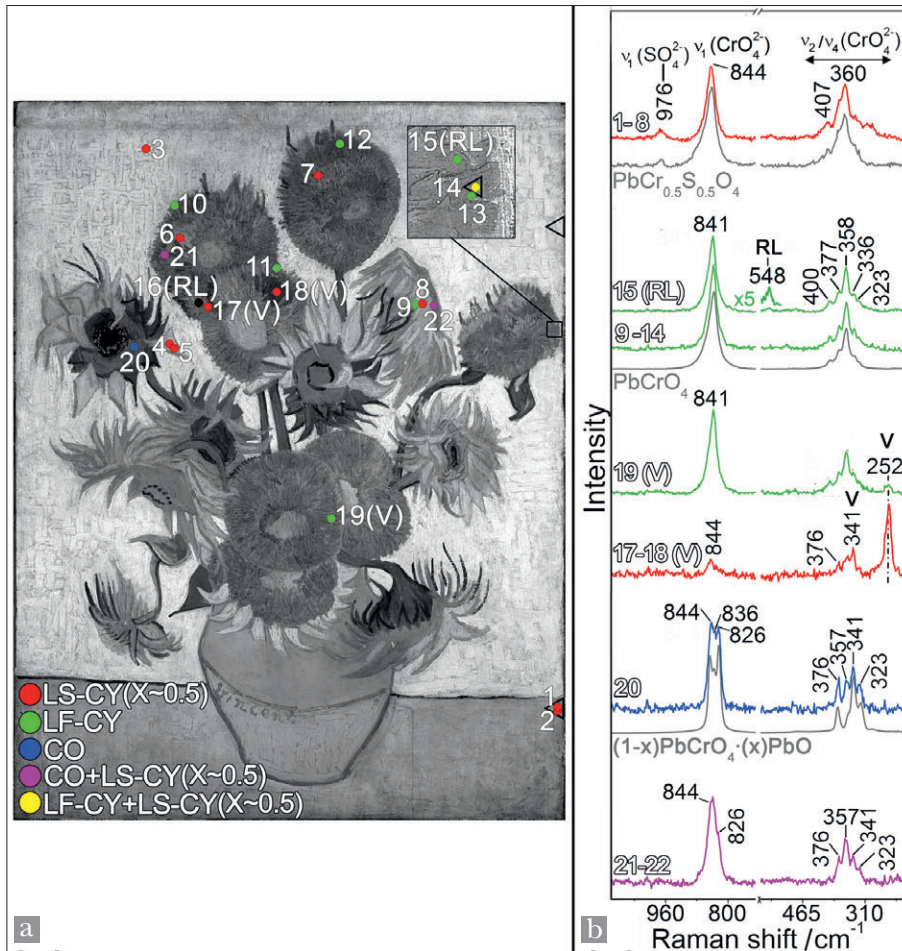 3
12
7
15(RL)
14
13
10
6
21
11
16(RL)
17(V)
18(V)
8
9
22
4
5
20
19(V)
Vincent
1
2
LS-CY(X~0.5)
LF-CY
CO
CO+LS-CY(X~0.5)
LF-CY+LS-CY(X~0.5)
a
b
Intensity
ν₁(SO₄²⁻)
ν₁(CrO₄²⁻)
ν₂/ν₄(CrO₄²⁻)
976
844
407
360
1-8
PbCr₀.₅S₀.₅O₄
841
RL
548
x5
400
377
358
336
323
15 (RL)
9-14
PbCrO₄
841
V
252
19 (V)
V
844
376
341
17-18 (V)
844
836
826
376
357
341
323
20
(1-x)PbCrO₄·(x)PbO
844
826
376
357
341
323
21-22
960 800 465 310
Raman shift /cm⁻¹